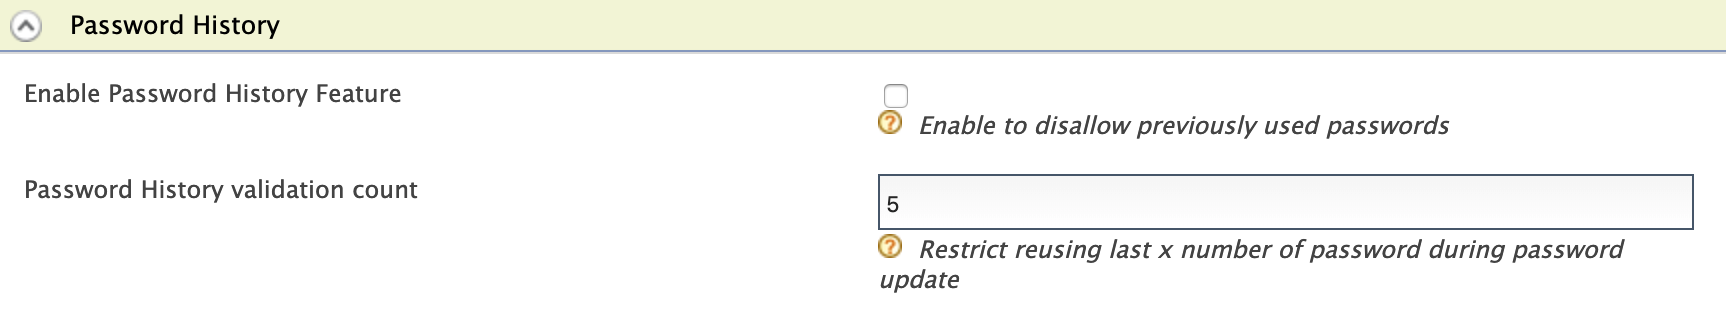 Password History
Enable Password History Feature
Enable to disallow previously used passwords
Password History validation count
5
Restrict reusing last x number of password during password
update